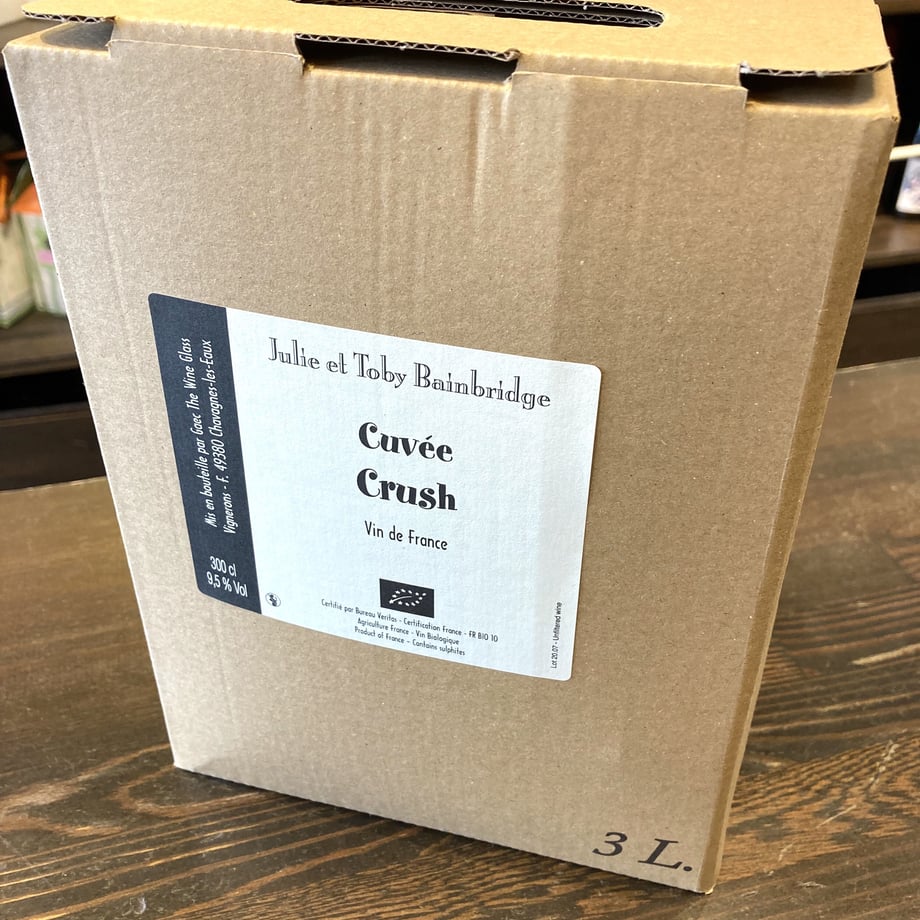 Mis en bouteille par Gaec The Wine Glass
Vignerons - F. 49380 Chavagnes-les-Eaux
300 cl
9,5 % Vol
Julie et Toby Bainbridge
Cuvée
Crush
Vin de France
Certifié par Bureau Veritas - Certification France - FR BIO 10
Agriculture France - Vin Biologique
Product of France - Contains sulphites
Lot 20.07 - Unfiltered wine
3 L.